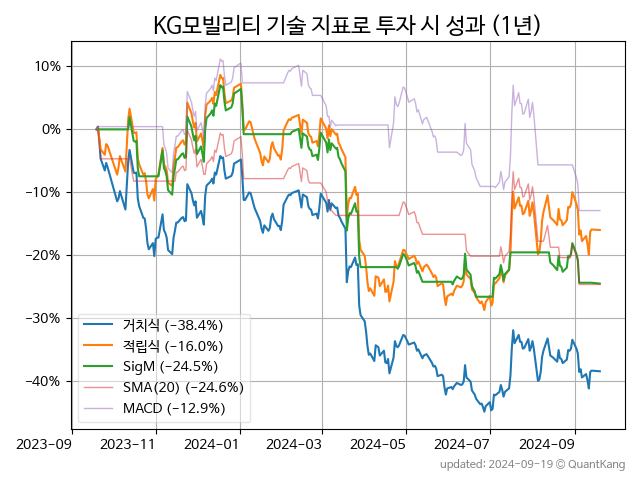 KG모빌리티 기술 지표로 투자 시 성과 (1년)
10%
0%
−10%
−20%
−30%
−40%
거치식 (−38.4%)
적립식 (−16.0%)
SigM (−24.5%)
SMA(20) (−24.6%)
MACD (−12.9%)
2023-09 2023-11 2024-01 2024-03 2024-05 2024-07 2024-09
updated: 2024-09-19 © QuantKang